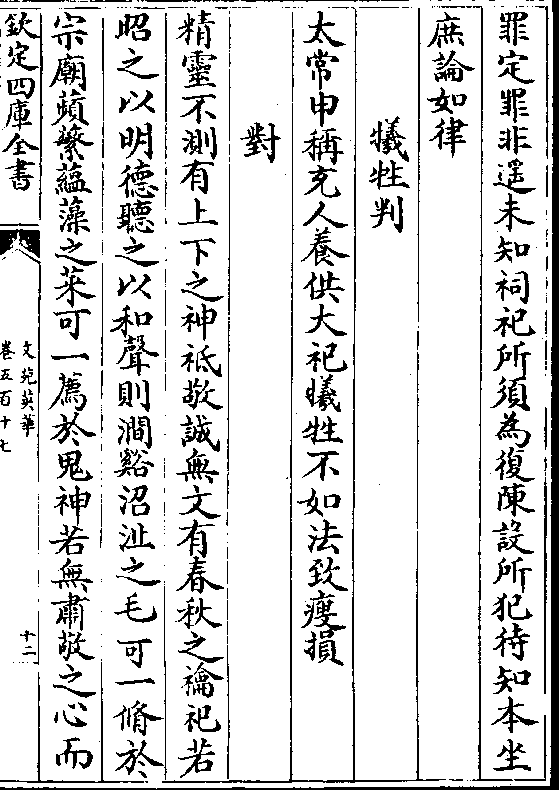 罪定罪非遥未知祠祀所須為復陳設所犯待知本坐
庶論如律
犧牲判
太常申稱充人養供大祀犧牲不如法致瘦損
對
精靈不測有上下之神祇敬誠無文有春秋之禴祀若
昭之以明德聽之以和聲則澗谿沼沚之毛可一脩於
宗廟蘋蘩蘊藻之菜可一薦於鬼神若無肅敬之心而
欽定四庫全書
文苑英華
卷五百十七
十二